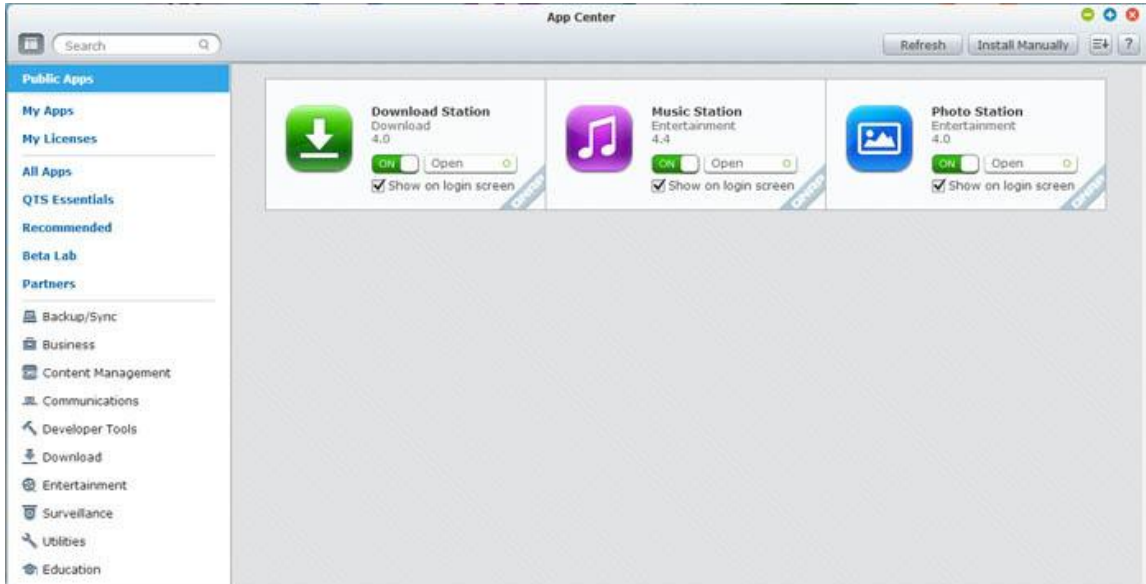 App Center
Search
Refresh
Install Manually
?
Public Apps
My Apps
My Licenses
All Apps
QTS Essentials
Recommended
Beta Lab
Partners
Backup/Sync
Business
Content Management
Communications
Developer Tools
Download
Entertainment
Surveillance
Utilities
Education
Download Station
Download
4.0
ON Open
Show on login screen
QNAP
Music Station
Entertainment
4.4
ON Open
Show on login screen
QNAP
Photo Station
Entertainment
4.0
ON Open
Show on login screen
QNAP